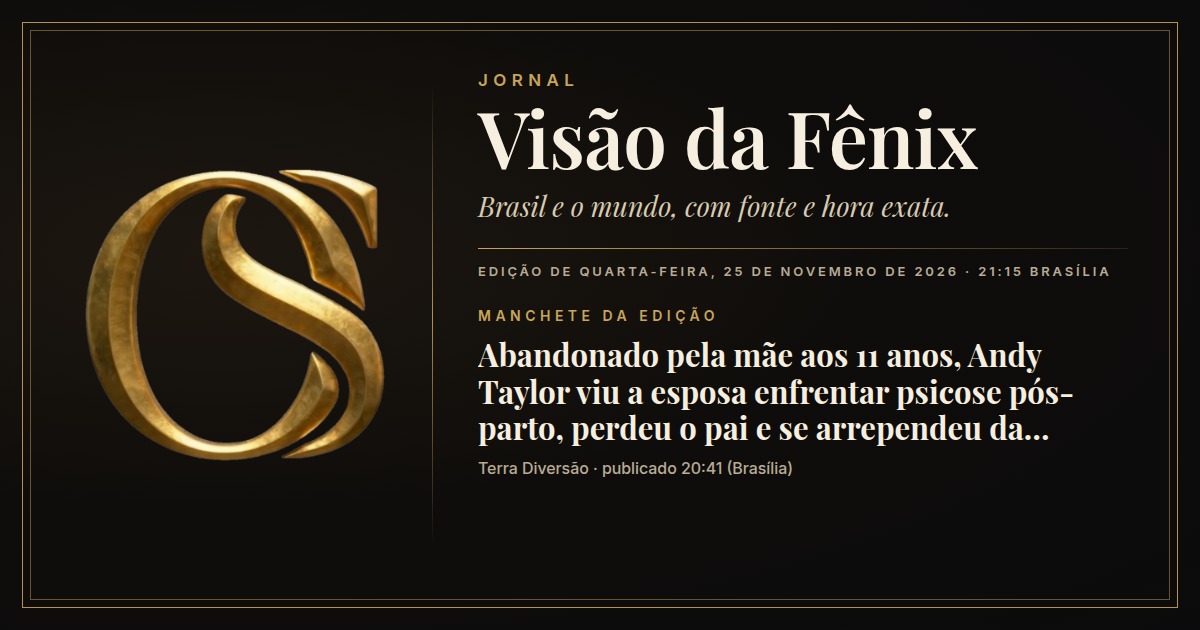 JORNAL
Visão da Fênix
Brasil e o mundo, com fonte e hora exata.
EDIÇÃO DE QUARTA-FEIRA, 25 DE NOVEMBRO DE 2026 · 21:15 BRASÍLIA
MANCHETE DA EDIÇÃO
Abandonado pela mãe aos 11 anos, Andy
Taylor viu a esposa enfrentar psicose pós-
parto, perdeu o pai e se arrependeu da...
Terra Diversão · publicado 20:41 (Brasília)
OS